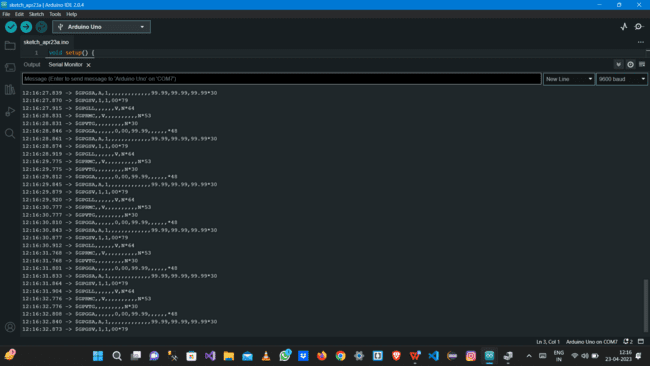 sketch_apr23a | Arduino IDE 2.0.4
File Edit Sketch Tools Help
Arduino Uno
sketch_apr23a.ino
1 void setup() {
Output Serial Monitor
Message (Enter to send message to 'Arduino Uno' on 'COM7') New Line 9600 baud
12:16:27.839 -> $GPGSA,A,1,,,,,,,,,,,,,99.99,99.99,99.99*30
12:16:27.870 -> $GPGSV,1,1,00*79
12:16:27.915 -> $GPGLL,,,,,,V,N*64
12:16:28.831 -> $GPRMC,,V,,,,,,,,,,N*53
12:16:28.831 -> $GPVTG,,,,,,,,,N*30
12:16:28.846 -> $GPGGA,,,,,,0,00,99.99,,,,,,*48
12:16:28.861 -> $GPGSA,A,1,,,,,,,,,,,,,99.99,99.99,99.99*30
12:16:28.874 -> $GPGSV,1,1,00*79
12:16:28.919 -> $GPGLL,,,,,,V,N*64
12:16:29.775 -> $GPRMC,,V,,,,,,,,,,N*53
12:16:29.775 -> $GPVTG,,,,,,,,,N*30
12:16:29.812 -> $GPGGA,,,,,,0,00,99.99,,,,,,*48
12:16:29.845 -> $GPGSA,A,1,,,,,,,,,,,,,99.99,99.99,99.99*30
12:16:29.879 -> $GPGSV,1,1,00*79
12:16:29.920 -> $GPGLL,,,,,,V,N*64
12:16:30.777 -> $GPRMC,,V,,,,,,,,,,N*53
12:16:30.777 -> $GPVTG,,,,,,,,,N*30
12:16:30.810 -> $GPGGA,,,,,,0,00,99.99,,,,,,*48
12:16:30.843 -> $GPGSA,A,1,,,,,,,,,,,,,99.99,99.99,99.99*30
12:16:30.877 -> $GPGSV,1,1,00*79
12:16:30.912 -> $GPGLL,,,,,,V,N*64
12:16:31.768 -> $GPRMC,,V,,,,,,,,,,N*53
12:16:31.768 -> $GPVTG,,,,,,,,,N*30
12:16:31.801 -> $GPGGA,,,,,,0,00,99.99,,,,,,*48
12:16:31.833 -> $GPGSA,A,1,,,,,,,,,,,,,99.99,99.99,99.99*30
12:16:31.864 -> $GPGSV,1,1,00*79
12:16:31.904 -> $GPGLL,,,,,,V,N*64
12:16:32.776 -> $GPRMC,,V,,,,,,,,,,N*53
12:16:32.776 -> $GPVTG,,,,,,,,,N*30
12:16:32.808 -> $GPGGA,,,,,,0,00,99.99,,,,,,*48
12:16:32.840 -> $GPGSA,A,1,,,,,,,,,,,,,99.99,99.99,99.99*30
12:16:32.873 -> $GPGSV,1,1,00*79
Ln 3, Col 1 Arduino Uno on COM7 2
ENG IN 12:16
23-04-2023